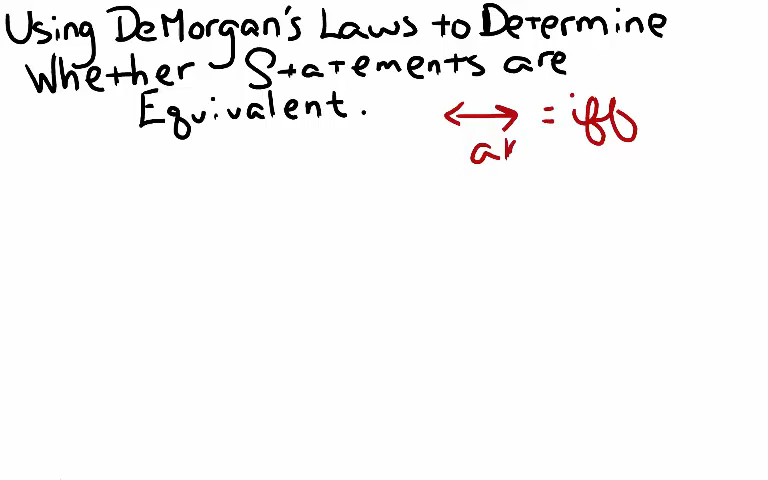 Using DeMorgan's Laws to Determine
Whether Statements are
Equivalent. ↔ = iff